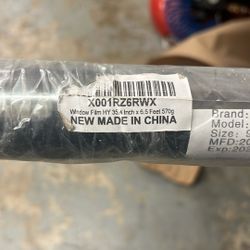 X001RZ6RWX
Window Film HY 35.4 Inch x 6.5 Feet 570g
NEW MADE IN CHINA
Brand:
Model:
Size:
MFD:20
Exp:202